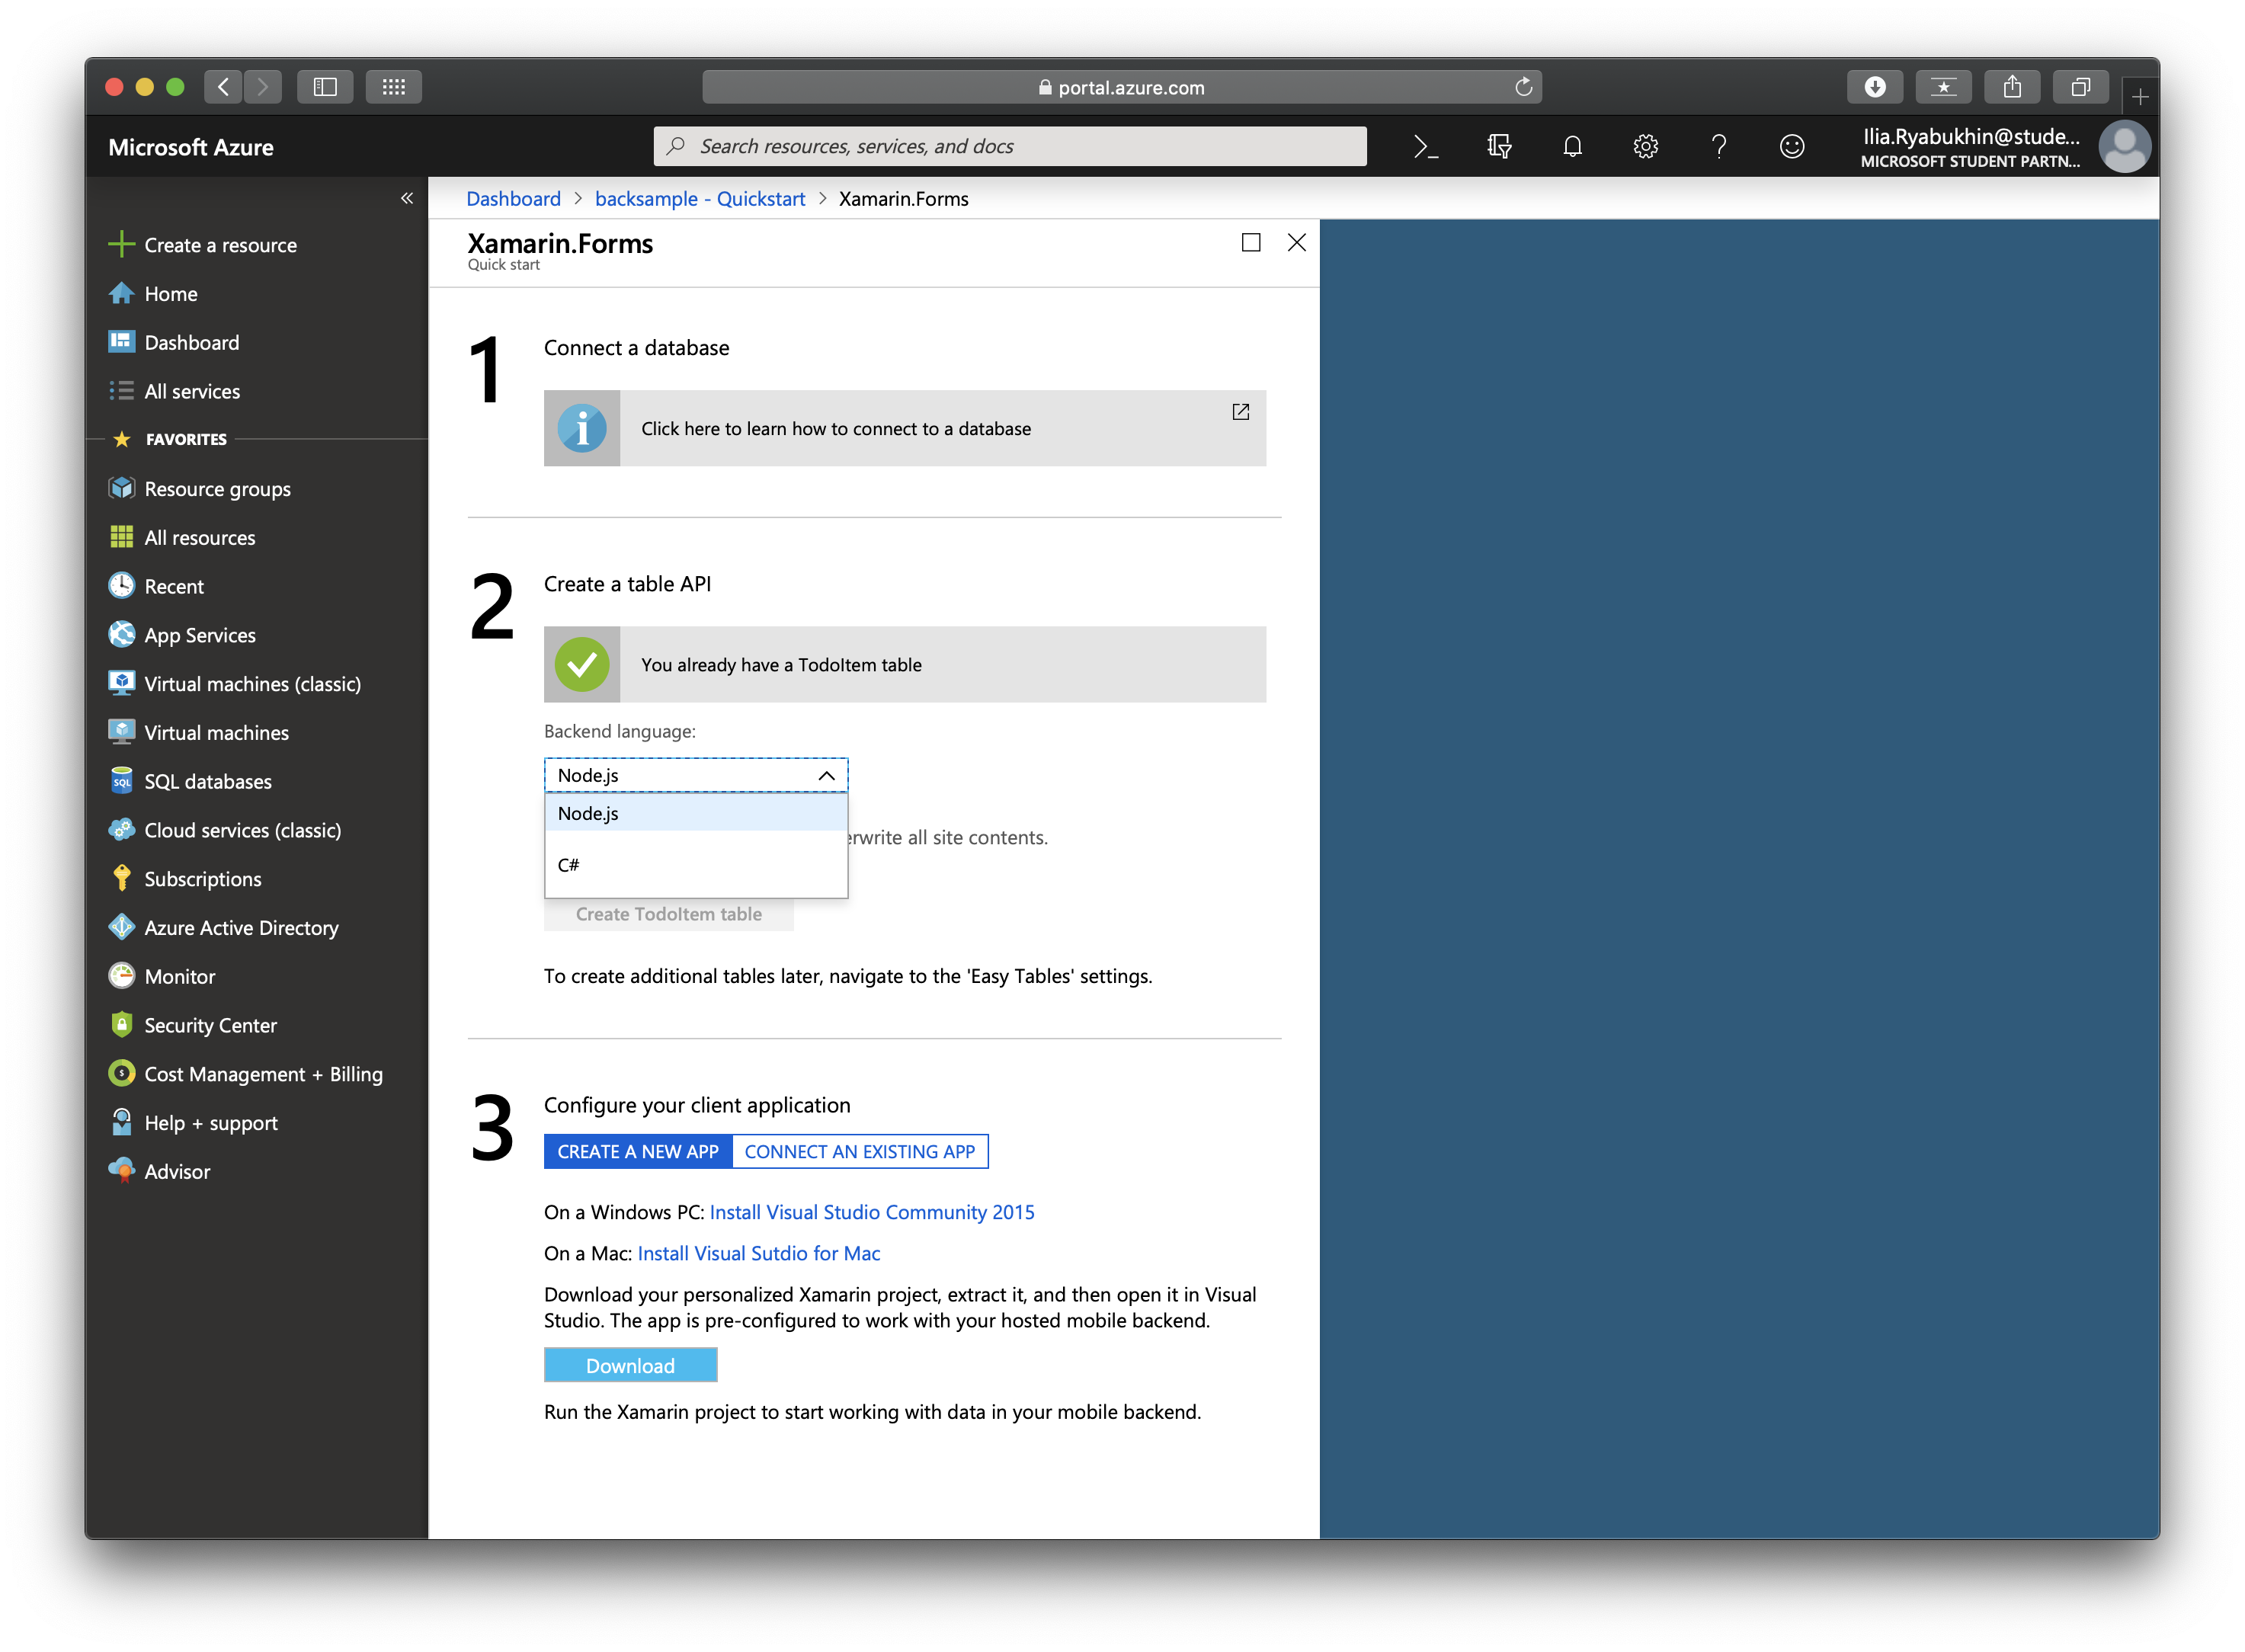 portal.azure.com
Microsoft Azure
Search resources, services, and docs
Ilia.Ryabukhin@stude...
MICROSOFT STUDENT PARTN...
Create a resource
Home
Dashboard
All services
FAVORITES
Resource groups
All resources
Recent
App Services
Virtual machines (classic)
Virtual machines
SQL databases
Cloud services (classic)
Subscriptions
Azure Active Directory
Monitor
Security Center
Cost Management + Billing
Help + support
Advisor
Dashboard > backsample - Quickstart > Xamarin.Forms
Xamarin.Forms
Quick start
1 Connect a database
Click here to learn how to connect to a database
2 Create a table API
You already have a TodoItem table
Backend language:
Node.js
Node.js
erwrite all site contents.
C#
Create TodoItem table
To create additional tables later, navigate to the 'Easy Tables' settings.
3 Configure your client application
CREATE A NEW APP CONNECT AN EXISTING APP
On a Windows PC: Install Visual Studio Community 2015
On a Mac: Install Visual Sutdio for Mac
Download your personalized Xamarin project, extract it, and then open it in Visual
Studio. The app is pre-configured to work with your hosted mobile backend.
Download
Run the Xamarin project to start working with data in your mobile backend.